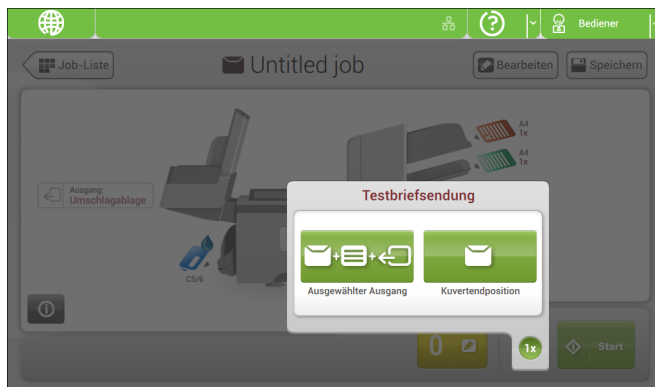 Bediener
Job-Liste
Untitled job
Bearbeiten
Speichern
A4
1x
A4
1x
Ausgang:
Umschlagablage
C5/6
Testbriefsendung
Ausgewählter Ausgang
Kuvertendposition
0
1x
Start